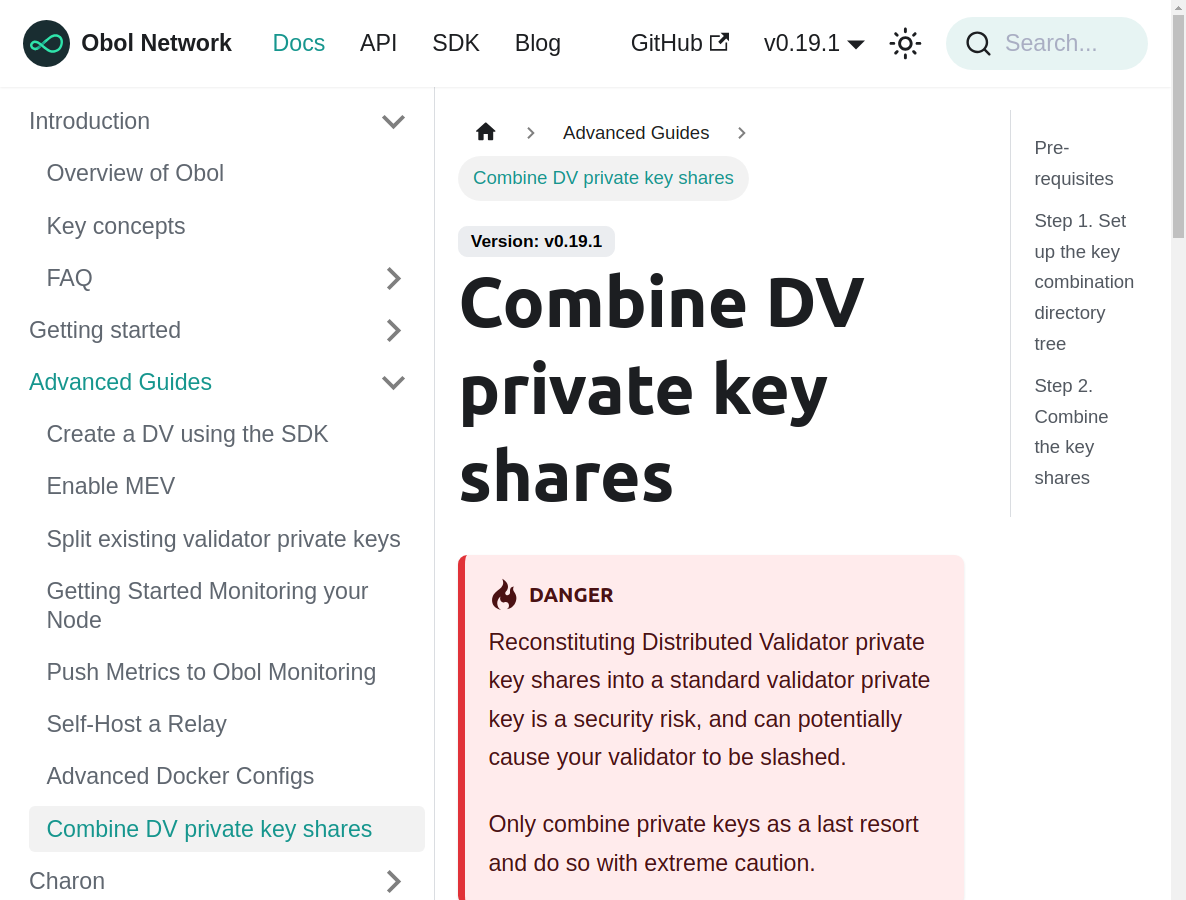 Obol Network Docs API SDK Blog GitHub v0.19.1 Search...
Introduction
Overview of Obol
Key concepts
FAQ
Getting started
Advanced Guides
Create a DV using the SDK
Enable MEV
Split existing validator private keys
Getting Started Monitoring your
Node
Push Metrics to Obol Monitoring
Self-Host a Relay
Advanced Docker Configs
Combine DV private key shares
Charon
Advanced Guides
Combine DV private key shares
Version: v0.19.1
Combine DV
private key
shares
DANGER
Reconstituting Distributed Validator private
key shares into a standard validator private
key is a security risk, and can potentially
cause your validator to be slashed.
Only combine private keys as a last resort
and do so with extreme caution.
Pre-
requisites
Step 1. Set
up the key
combination
directory
tree
Step 2.
Combine
the key
shares